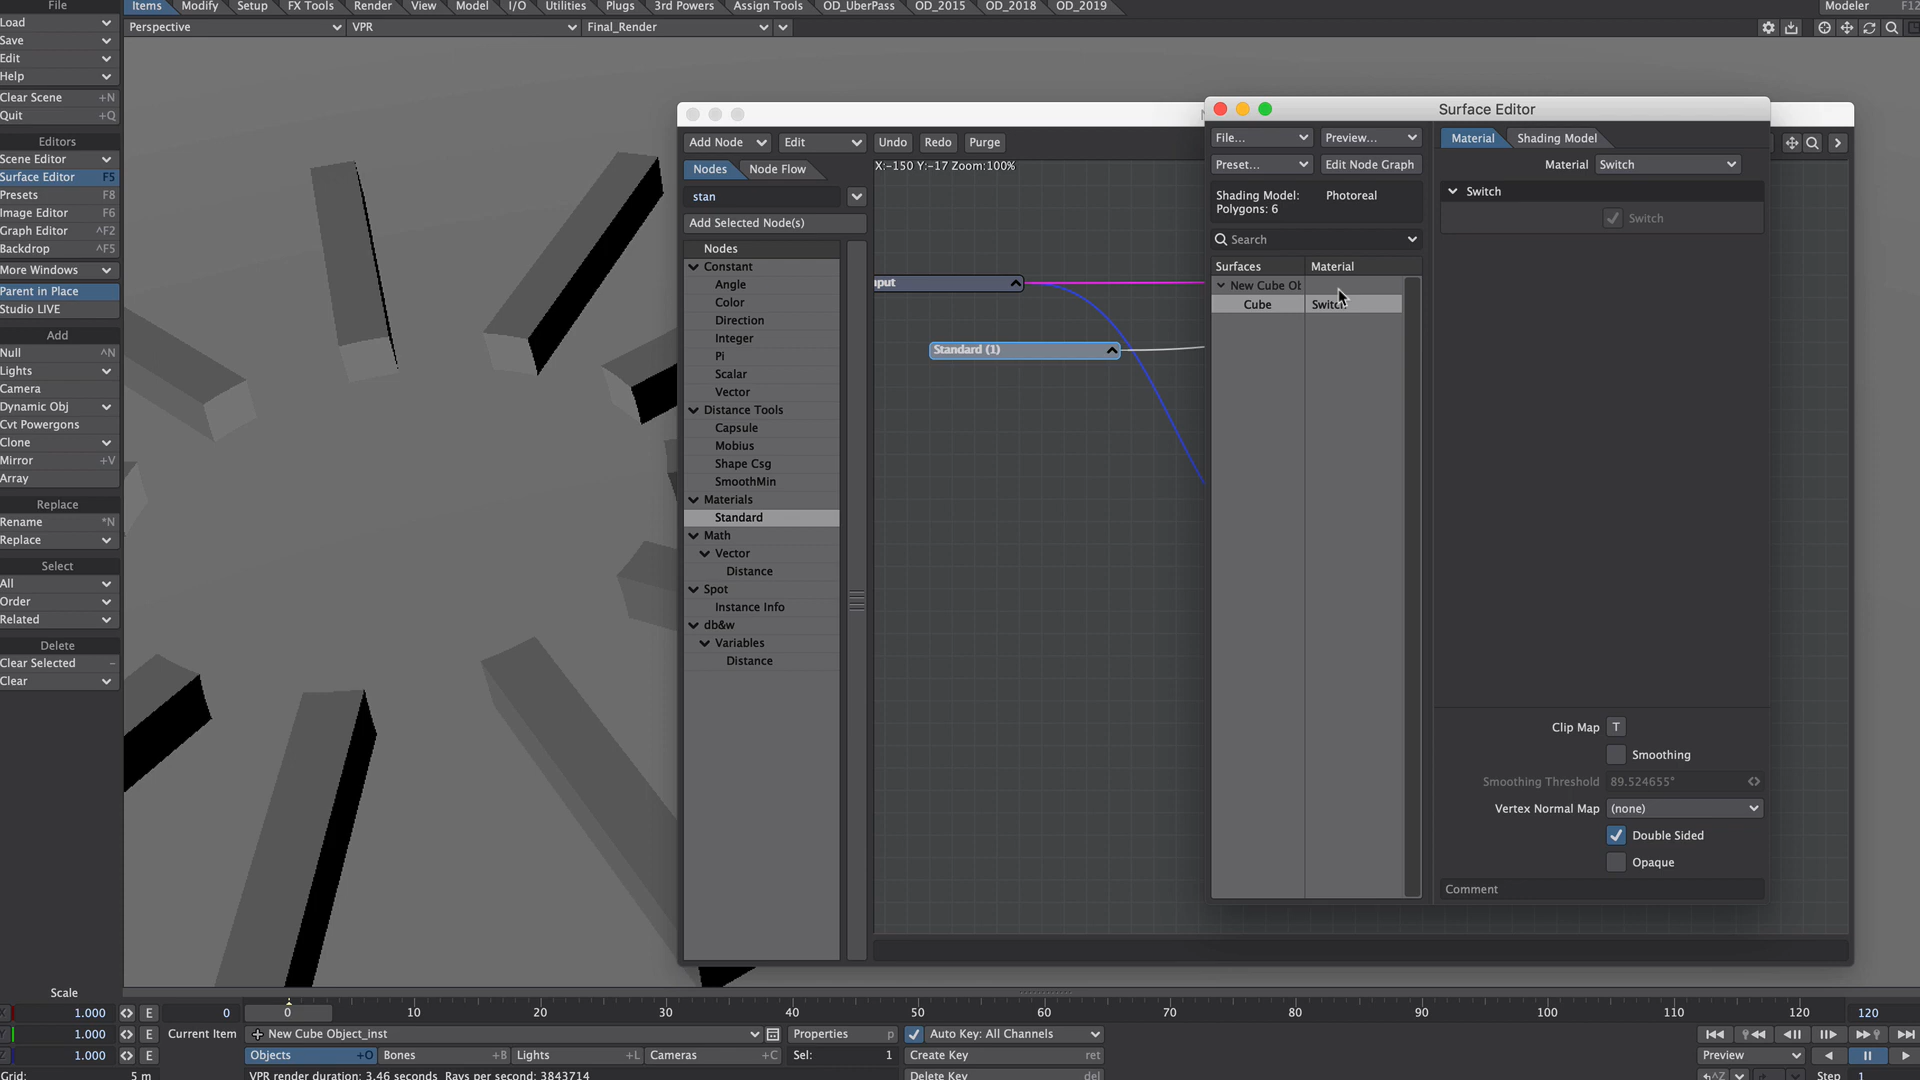 File
Items Modify Setup FX Tools Render View Model I/O Utilities Plugs 3rd Powers Assign Tools OD_UberPass OD_2015 OD_2018 OD_2019
Modeler F12
Load
Save
Edit
Help
Clear Scene +N
Quit +Q
Editors
Scene Editor
Surface Editor F5
Presets F8
Image Editor F6
Graph Editor ^F2
Backdrop ^F5
More Windows
Parent in Place
Studio LIVE
Add
Null ^N
Lights
Camera
Dynamic Obj
Cvt Powergons
Clone
Mirror +V
Array
Replace
Rename *N
Replace
Select
All
Order
Related
Delete
Clear Selected –
Clear
Perspective VPR Final_Render
Add Node Edit Undo Redo Purge
Nodes Node Flow
X:-150 Y:-17 Zoom:100%
stan
Add Selected Node(s)
Nodes
Constant
Angle
Color
Direction
Integer
Pi
Scalar
Vector
Distance Tools
Capsule
Mobius
Shape Csg
SmoothMin
Materials
Standard
Math
Vector
Distance
Spot
Instance Info
db&w
Variables
Distance
Standard (1)
Surface Editor
File... Preview...
Preset... Edit Node Graph
Shading Model: Photoreal
Polygons: 6
Search
Surfaces Material
New Cube Ob
Cube Switch
Material Shading Model
Material Switch
Switch
Switch
Clip Map T
Smoothing
Smoothing Threshold 89.524655°
Vertex Normal Map (none)
Double Sided
Opaque
Comment
Scale
X 1.000 E
Y 1.000 E
Z 1.000 E
Grid: 5 m
0 0 10 20 30 40 50 60 70 80 90 100 110 120 120
Current Item New Cube Object_inst Properties p Auto Key: All Channels
Objects +O Bones +B Lights +L Cameras +C Sel: 1 Create Key ret
VPR render duration: 3.46 seconds Rays per second: 3843714
Delete Key del
Preview
^Z Step 1